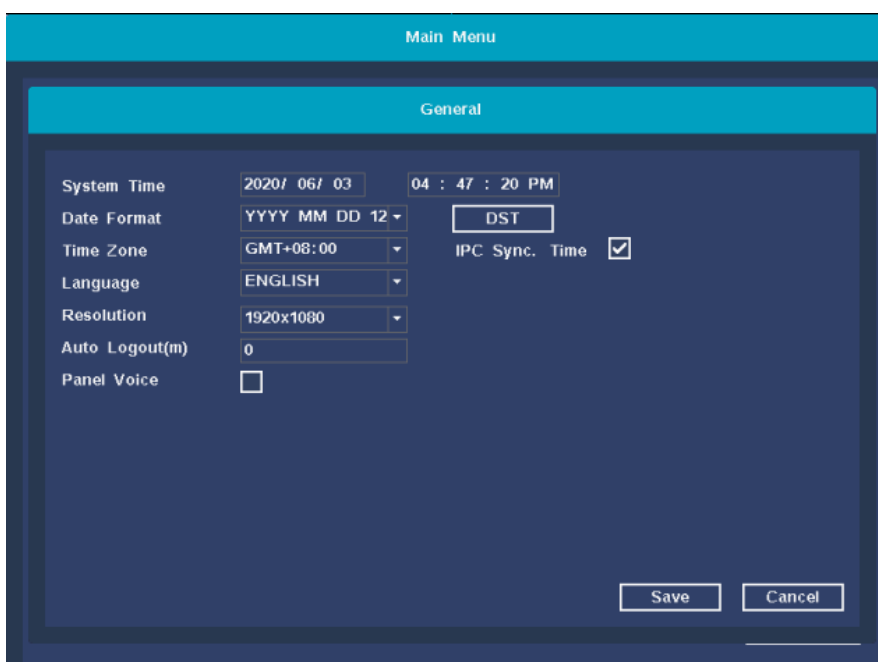 Main Menu
General
System Time 2020/ 06/ 03 04 : 47 : 20 PM
Date Format YYYY MM DD 12 DST
Time Zone GMT+08:00 IPC Sync. Time
Language ENGLISH
Resolution 1920x1080
Auto Logout(m) 0
Panel Voice
Save Cancel